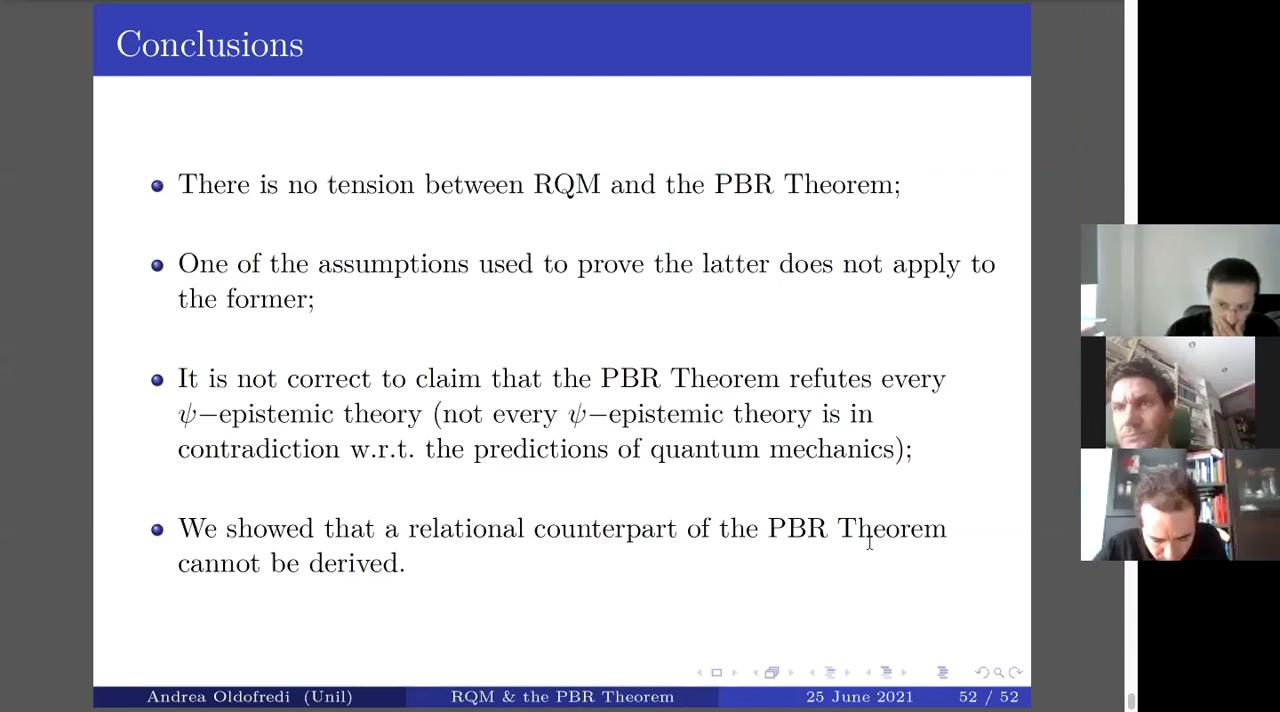 Conclusions
There is no tension between RQM and the PBR Theorem;
One of the assumptions used to prove the latter does not apply to
the former;
It is not correct to claim that the PBR Theorem refutes every
ψ−epistemic theory (not every ψ−epistemic theory is in
contradiction w.r.t. the predictions of quantum mechanics);
We showed that a relational counterpart of the PBR Theorem
cannot be derived.
Andrea Oldofredi (Unil) RQM & the PBR Theorem 25 June 2021 52 / 52